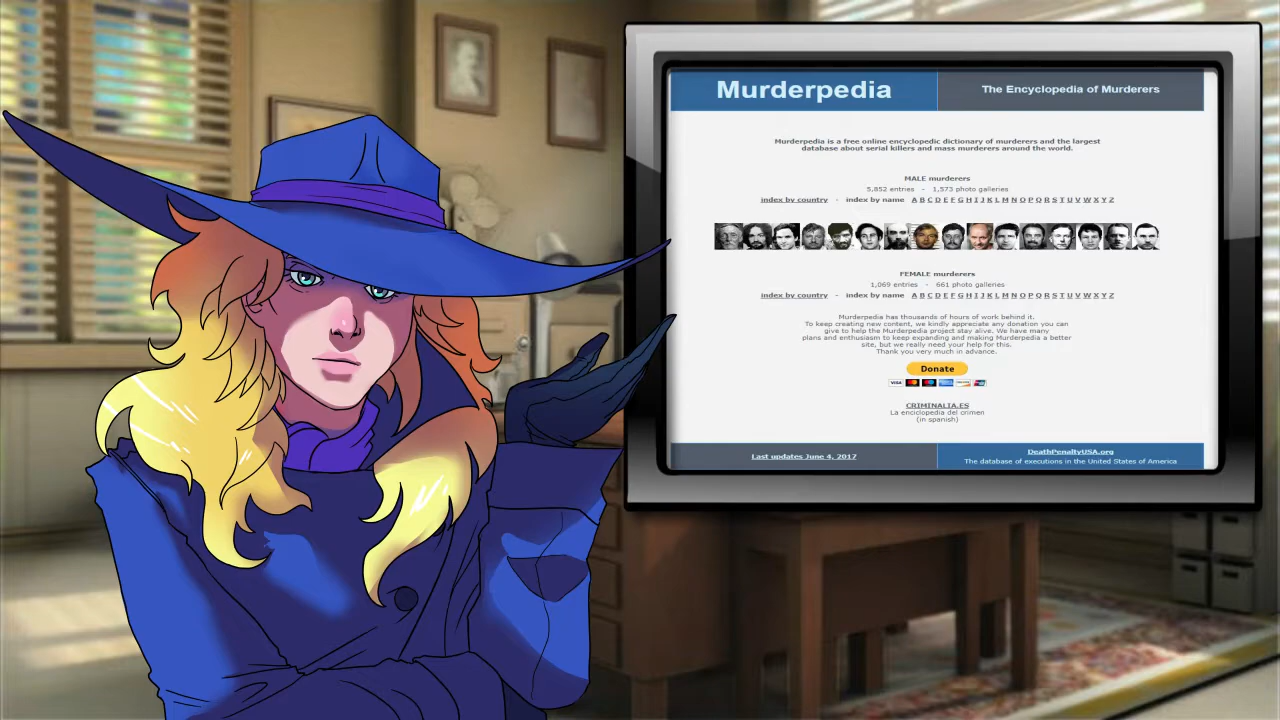 Murderpedia
The Encyclopedia of Murderers
Murderpedia is a free online encyclopedic dictionary of murderers and the largest
database about serial killers and mass murderers around the world.
MALE murderers
5,852 entries - 1,573 photo galleries
index by country - index by name A B C D E F G H I J K L M N O P Q R S T U V W X Y Z
FEMALE murderers
1,069 entries - 661 photo galleries
index by country - index by name A B C D E F G H I J K L M N O P Q R S T U V W X Y Z
Murderpedia has thousands of hours of work behind it.
To keep creating new content, we kindly appreciate any donation you can
give to help the Murderpedia project stay alive. We have many
plans and enthusiasm to keep expanding and making Murderpedia a better
site, but we really need your help for this.
Thank you very much in advance.
Donate
VISA
CRIMINALIA.ES
La enciclopedia del crimen
(in spanish)
Last updates June 4, 2017
DeathPenaltyUSA.org
The database of executions in the United States of America